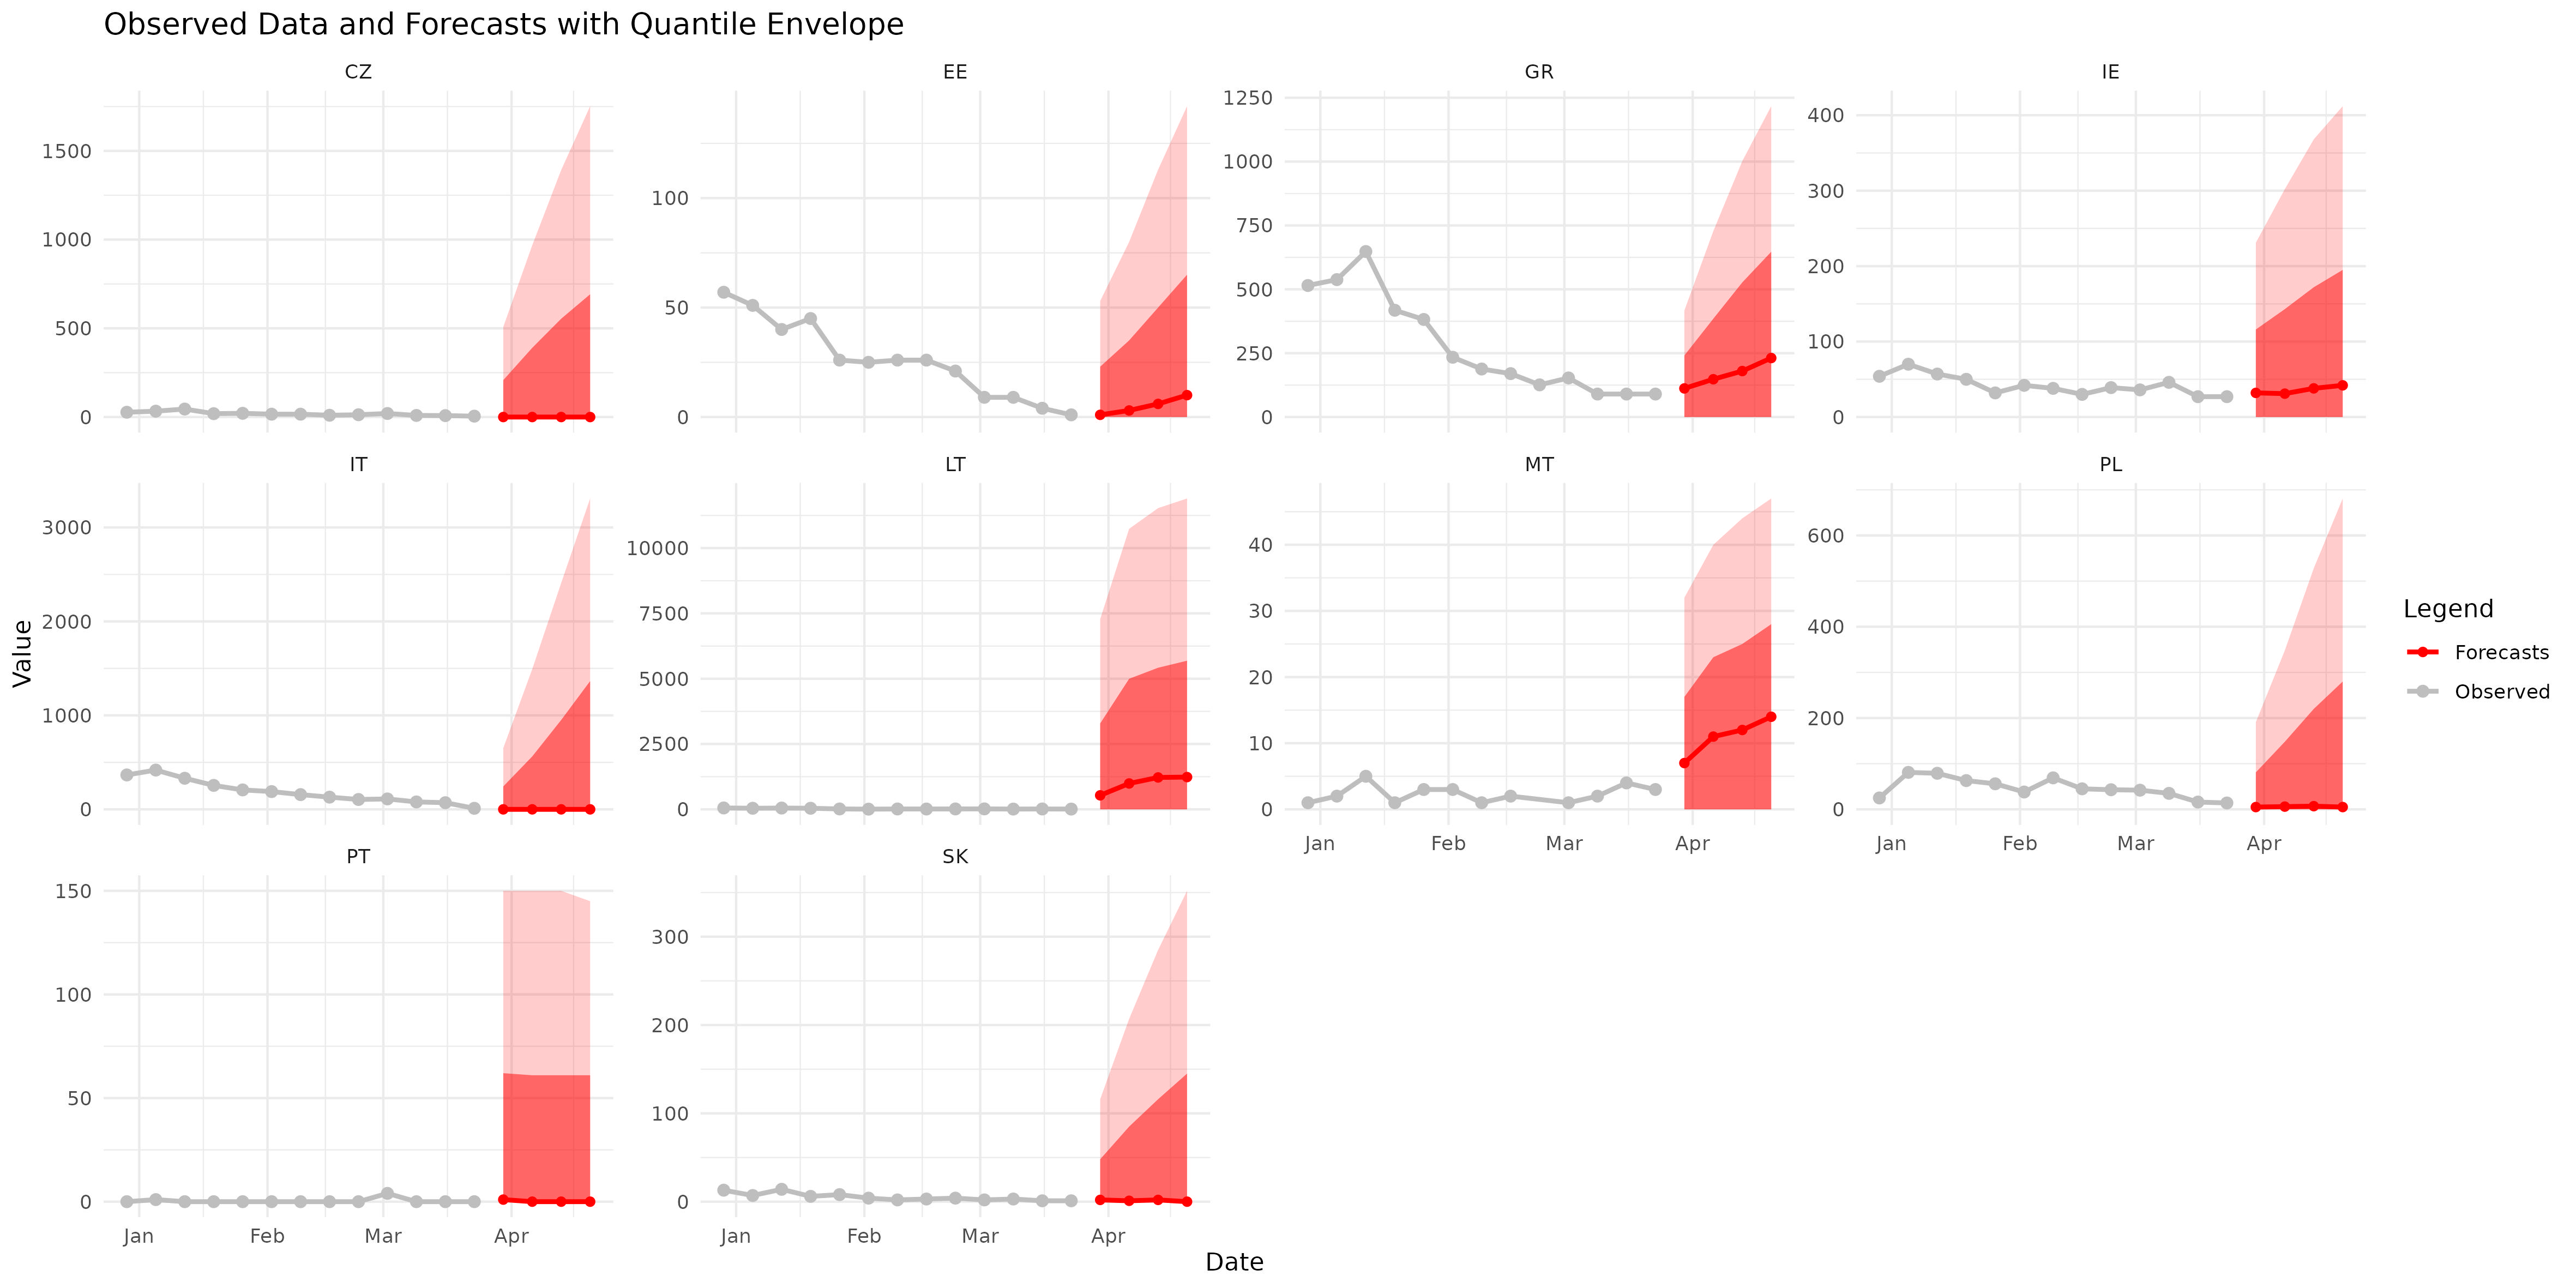 Observed Data and Forecasts with Quantile Envelope
CZ
EE
GR
IE
1500
1000
500
0
100
50
0
1250
1000
750
500
250
0
400
300
200
100
0
IT
LT
MT
PL
3000
2000
1000
0
10000
7500
5000
2500
0
40
30
20
10
0
600
400
200
0
Jan Feb Mar Apr
Jan Feb Mar Apr
PT
SK
150
100
50
0
300
200
100
0
Jan Feb Mar Apr
Jan Feb Mar Apr
Value
Date
Legend
Forecasts
Observed